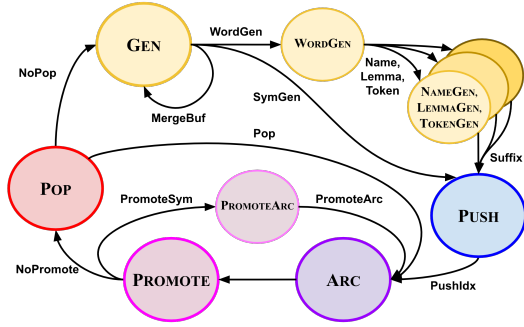 GEN
WordGen
WORDGEN
Name,
Lemma,
Token
NoPop
MergeBuf
SymGen
NAMEGEN,
LEMMAGEN,
TOKENGEN
Pop
Suffix
POP
PromoteSym
PROMOTEARC
PromoteArc
PUSH
NoPromote
PROMOTE
ARC
PushIdx